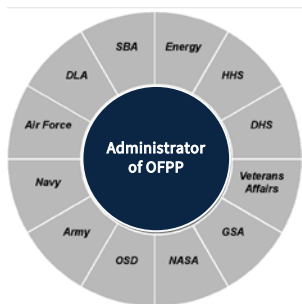 Administrator
of OFPP
SBA
Energy
HHS
DHS
Veterans
Affairs
GSA
NASA
OSD
Army
Navy
Air Force
DLA